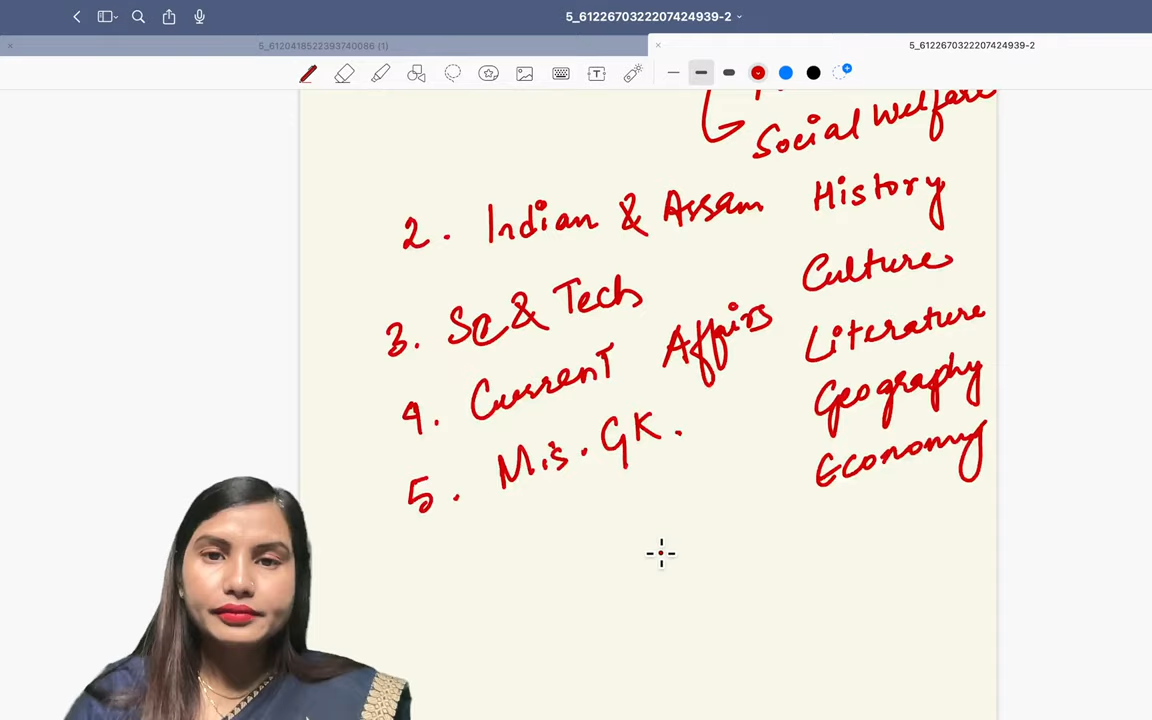 5_6122670322207424939-2
5_6120418522393740086 (1)
5_6122670322207424939-2
Social Welfare
2. Indian & Assam History
Culture
3. Sc & Tech
Literature
4. Current Affairs
Geography
5. Mis. GK.
Economy